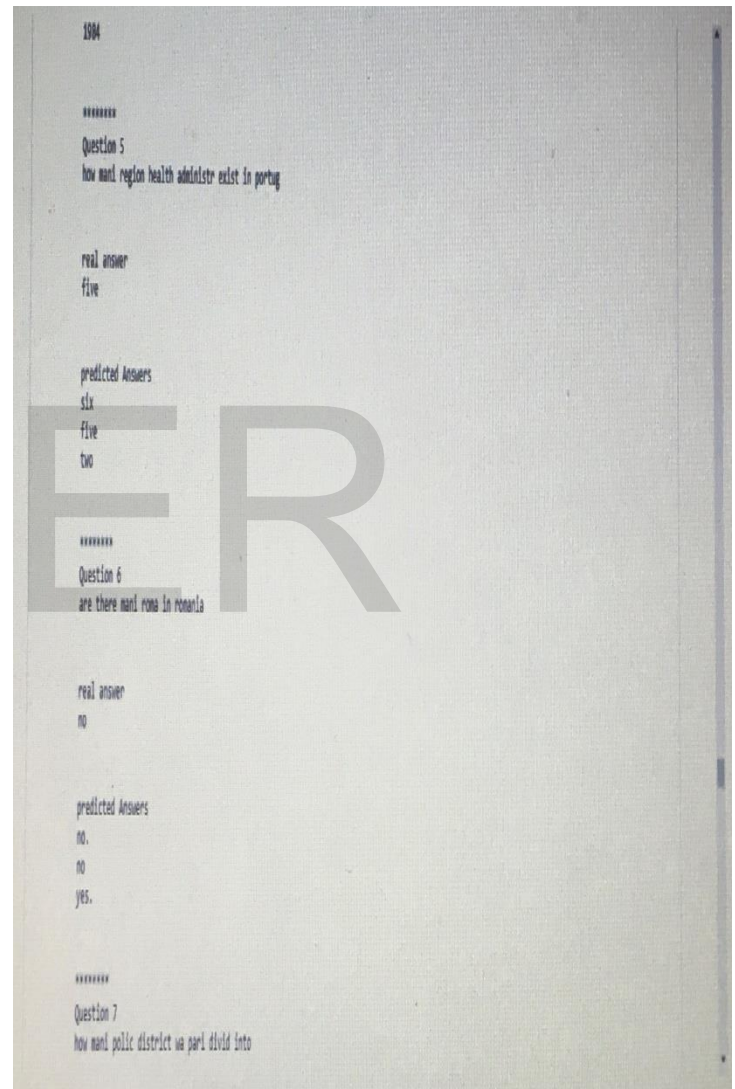 1984
********
Question 5
how mani region health administr exist in portug
real answer
five
predicted Answers
six
five
two
********
Question 6
are there mani roma in romania
real answer
no
predicted Answers
no.
no
yes.
********
Question 7
how mani polic district wa pari divid into
ER